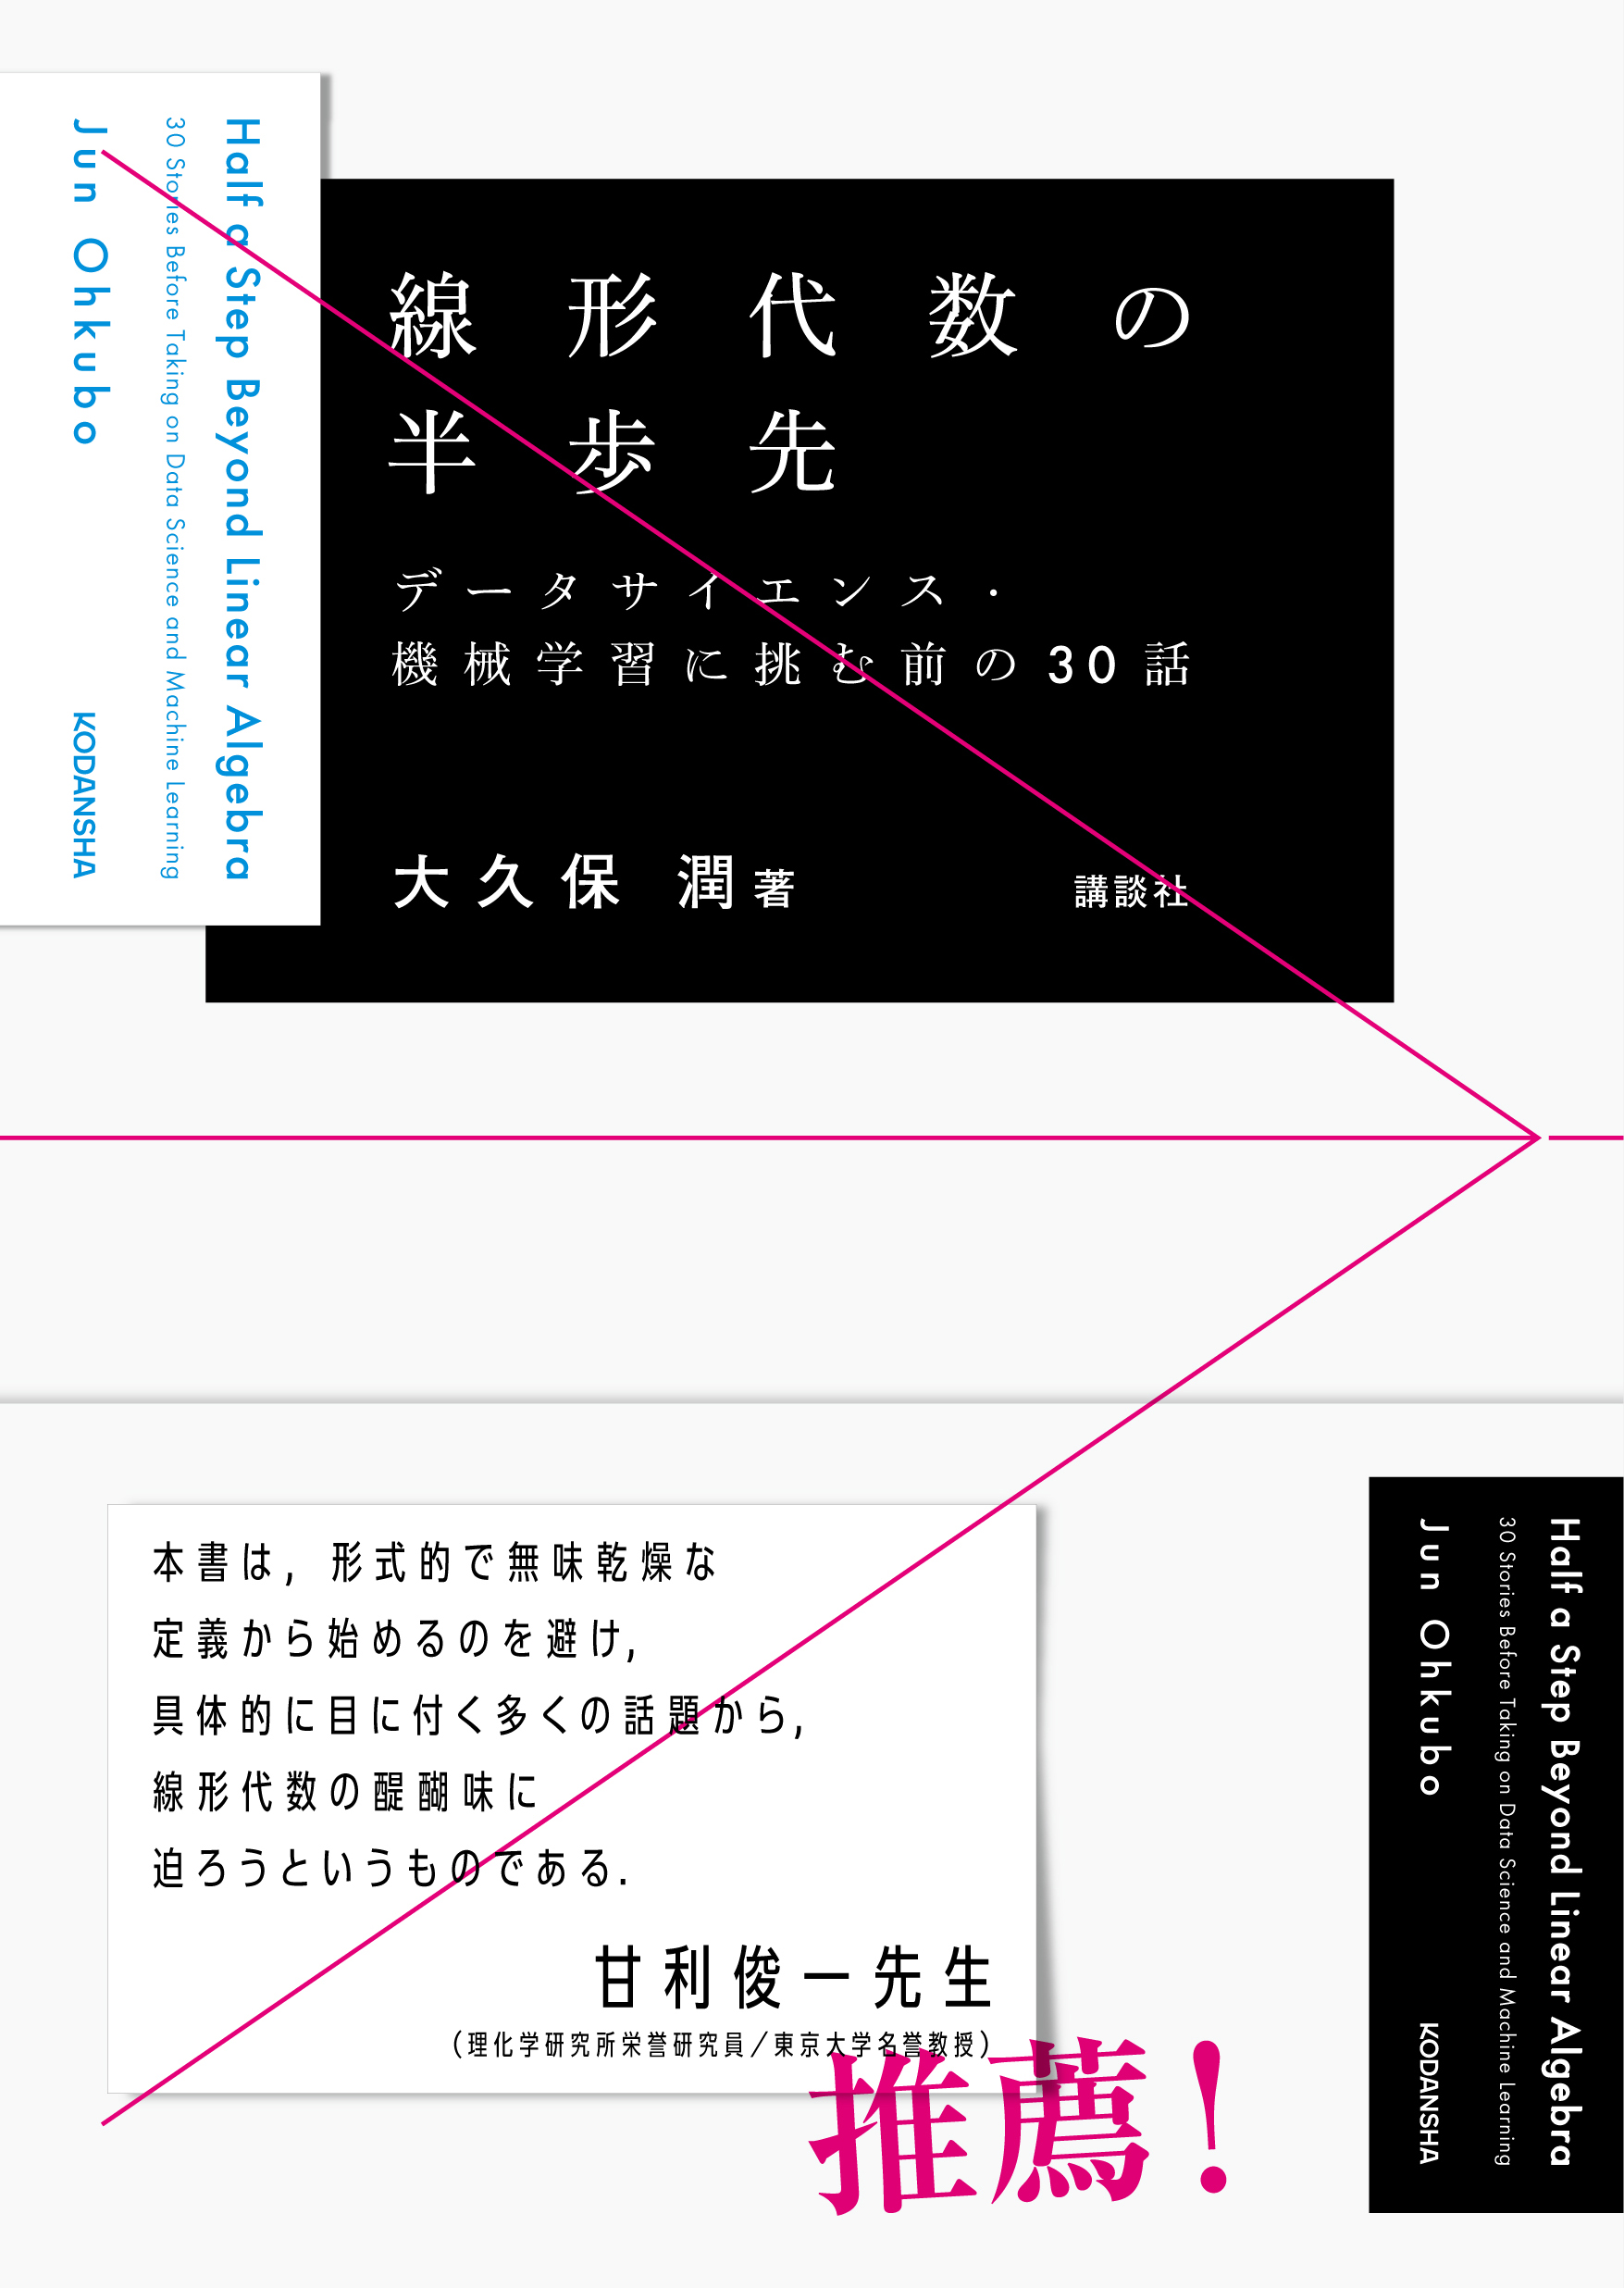 Half a Step Beyond Linear Algebra
30 Stories Before Taking on Data Science and Machine Learning
Jun Ohkubo
KODANSHA
線形代数の
半歩先
データサイエンス・
機械学習に挑む前の30話
大久保 潤 著
講談社
本書は，形式的で無味乾燥な
定義から始めるのを避け，
具体的に目に付く多くの話題から，
線形代数の醍醐味に
迫ろうというものである．
甘利俊一先生
（理化学研究所栄誉研究員／東京大学名誉教授）
推薦！
Half a Step Beyond Linear Algebra
30 Stories Before Taking on Data Science and Machine Learning
Jun Ohkubo
KODANSHA